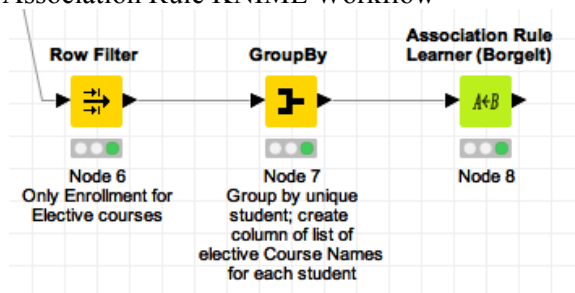 Association Rule KNIME Workflow
Row Filter
GroupBy
Association Rule
Learner (Borgelt)
A←B
Node 6
Only Enrollment for
Elective courses
Node 7
Group by unique
student; create
column of list of
elective Course Names
for each student
Node 8